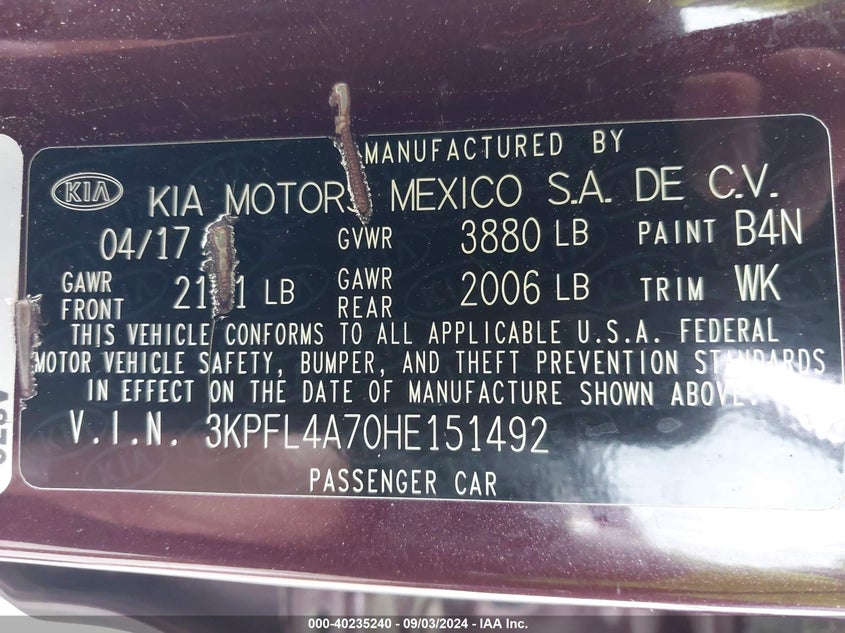 MANUFACTURED BY
KIA KIA MOTORS MEXICO S.A. DE C.V.
04/17 GVWR 3880 LB PAINT B4N
GAWR FRONT LB GAWR REAR 2006 LB TRIM WK
THIS VEHICLE CONFORMS TO ALL APPLICABLE U.S.A. FEDERAL
MOTOR VEHICLE SAFETY, BUMPER, AND THEFT PREVENTION STANDARDS
IN EFFECT ON THE DATE OF MANUFACTURE SHOWN ABOVE.
V.I.N. 3KPFL4A70HE151492
PASSENGER CAR
000-40235240 - 09/03/2024 - IAA Inc.